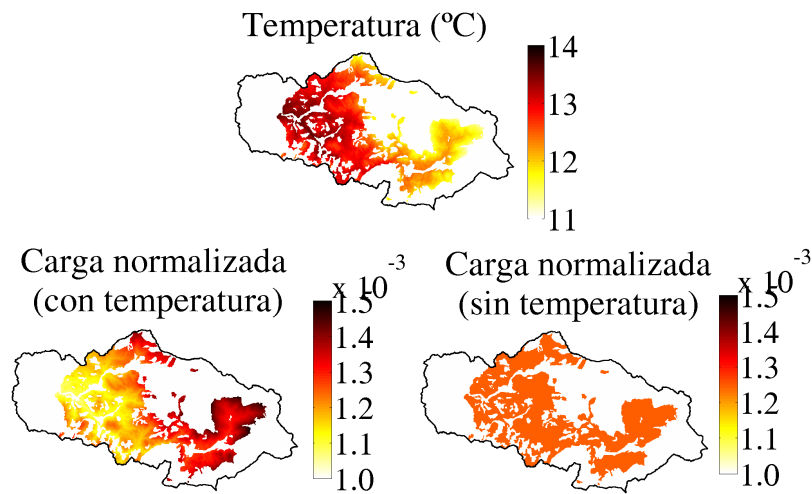 Temperatura (ºC)
14
13
12
11
Carga normalizada
(con temperatura)
x 10-3
1.5
1.4
1.3
1.2
1.1
1.0
Carga normalizada
(sin temperatura)
x 10-3
1.5
1.4
1.3
1.2
1.1
1.0